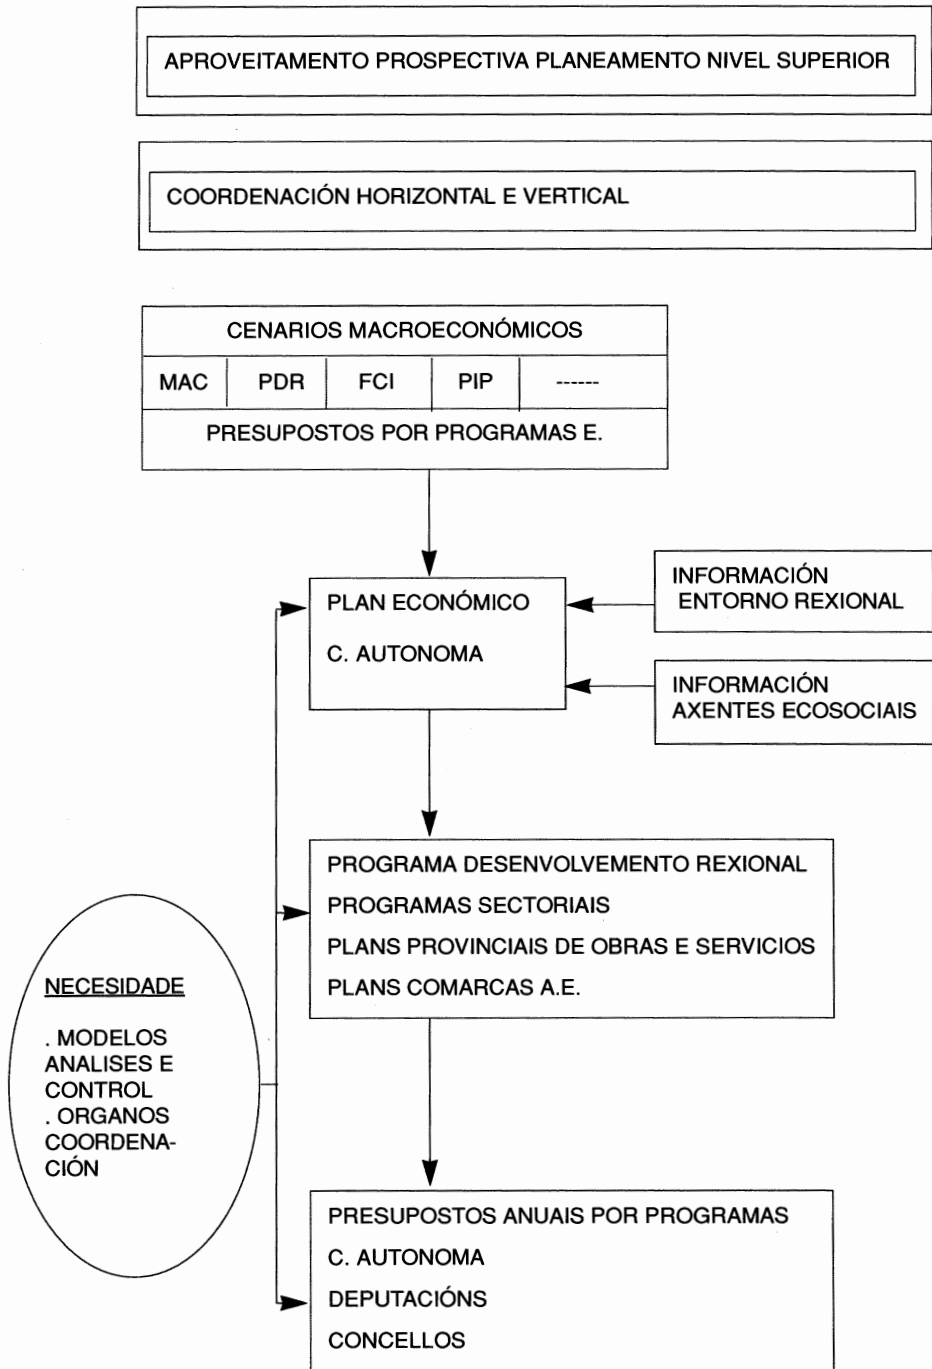 APROVEITAMENTO PROSPECTIVA PLANEAMENTO NIVEL SUPERIOR
COORDENACIÓN HORIZONTAL E VERTICAL
CENARIOS MACROECONÓMICOS
MAC PDR FCI PIP ------
PRESUPOSTOS POR PROGRAMAS E.
PLAN ECONÓMICO
C. AUTONOMA
INFORMACIÓN
ENTORNO REXIONAL
INFORMACIÓN
AXENTES ECOSOCIAIS
PROGRAMA DESENVOLVEMENTO REXIONAL
PROGRAMAS SECTORIAIS
PLANS PROVINCIAIS DE OBRAS E SERVICIOS
PLANS COMARCAS A.E.
NECESIDADE
. MODELOS
ANALISES E
CONTROL
. ORGANOS
COORDENA-
CIÓN
PRESUPOSTOS ANUAIS POR PROGRAMAS
C. AUTONOMA
DEPUTACIÓNS
CONCELLOS